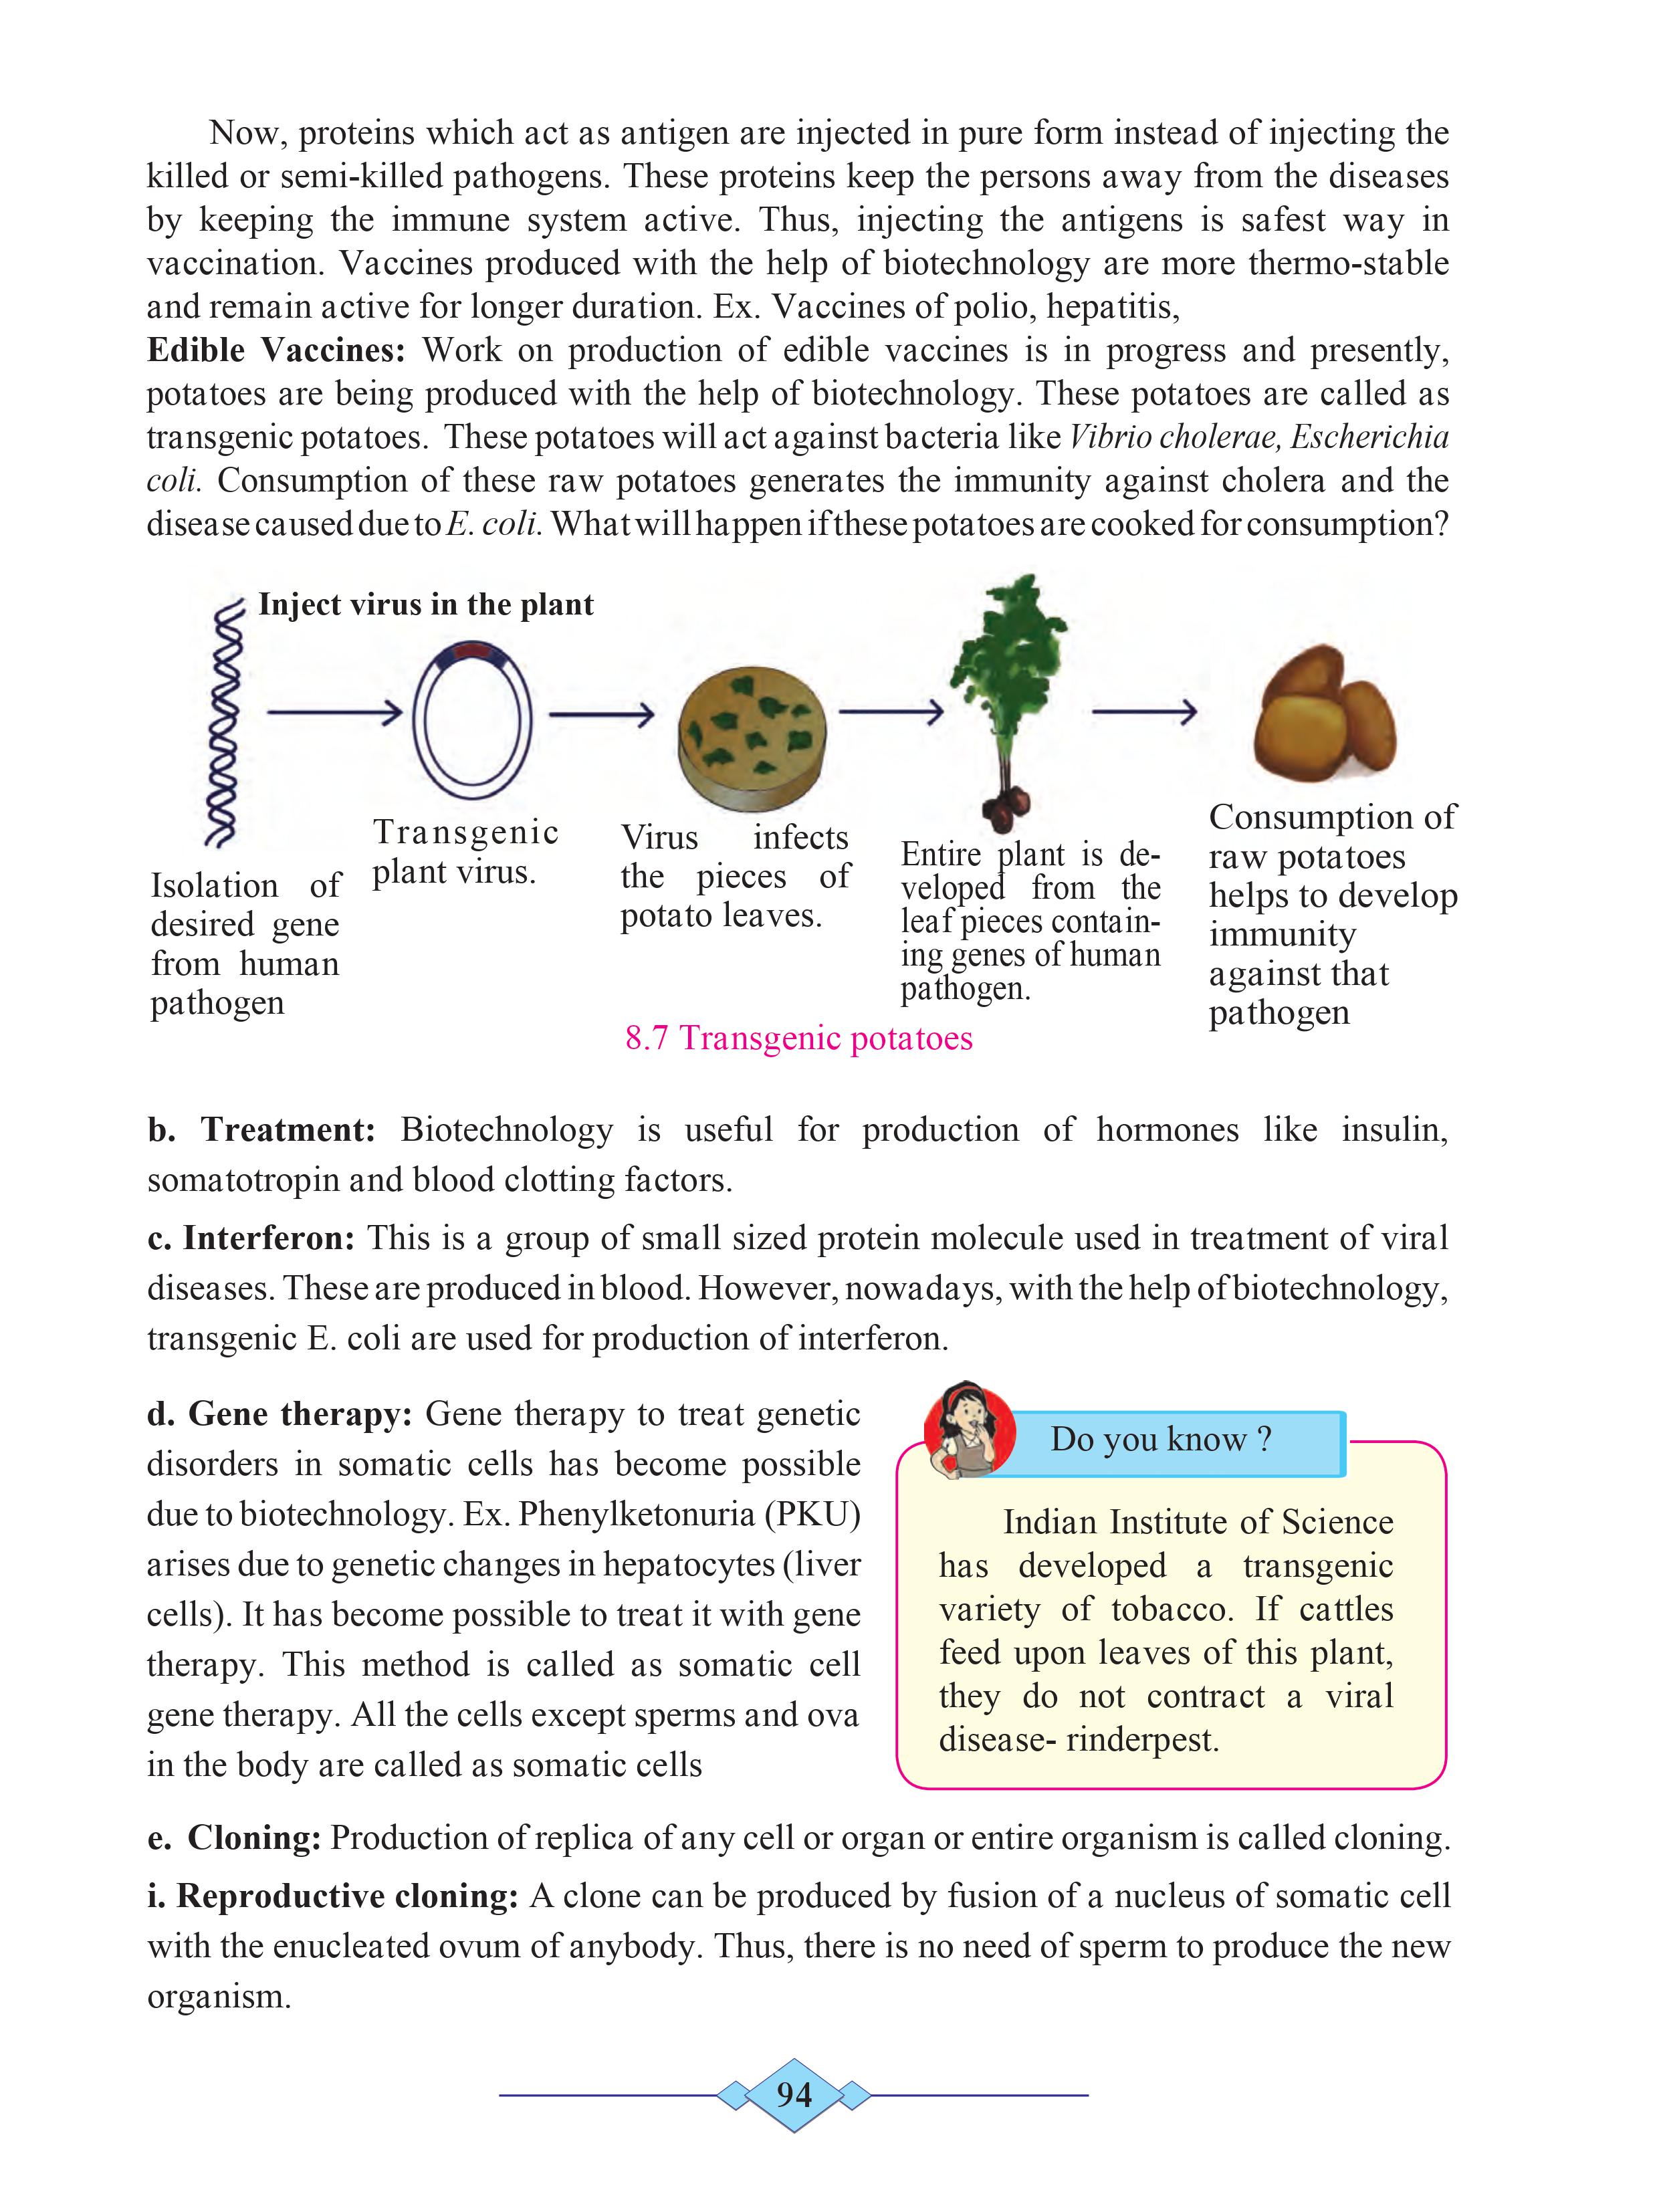 Now, proteins which act as antigen are injected in pure form instead of injecting the
killed or semi-killed pathogens. These proteins keep the persons away from the diseases
by keeping the immune system active. Thus, injecting the antigens is safest way in
vaccination. Vaccines produced with the help of biotechnology are more thermo-stable
and remain active for longer duration. Ex. Vaccines of polio, hepatitis,
Edible Vaccines: Work on production of edible vaccines is in progress and presently,
potatoes are being produced with the help of biotechnology. These potatoes are called as
transgenic potatoes. These potatoes will act against bacteria like Vibrio cholerae, Escherichia
coli. Consumption of these raw potatoes generates the immunity against cholera and the
disease caused due to E. coli. What will happen if these potatoes are cooked for consumption?
Inject virus in the plant
Isolation of
desired gene
from human
pathogen
Transgenic
plant virus.
Virus infects
the pieces of
potato leaves.
Entire plant is de-
veloped from the
leaf pieces contain-
ing genes of human
pathogen.
Consumption of
raw potatoes
helps to develop
immunity
against that
pathogen
8.7 Transgenic potatoes
b. Treatment: Biotechnology is useful for production of hormones like insulin,
somatotropin and blood clotting factors.
c. Interferon: This is a group of small sized protein molecule used in treatment of viral
diseases. These are produced in blood. However, nowadays, with the help of biotechnology,
transgenic E. coli are used for production of interferon.
d. Gene therapy: Gene therapy to treat genetic
disorders in somatic cells has become possible
due to biotechnology. Ex. Phenylketonuria (PKU)
arises due to genetic changes in hepatocytes (liver
cells). It has become possible to treat it with gene
therapy. This method is called as somatic cell
gene therapy. All the cells except sperms and ova
in the body are called as somatic cells
Do you know ?
Indian Institute of Science
has developed a transgenic
variety of tobacco. If cattles
feed upon leaves of this plant,
they do not contract a viral
disease- rinderpest.
e. Cloning: Production of replica of any cell or organ or entire organism is called cloning.
i. Reproductive cloning: A clone can be produced by fusion of a nucleus of somatic cell
with the enucleated ovum of anybody. Thus, there is no need of sperm to produce the new
organism.
94